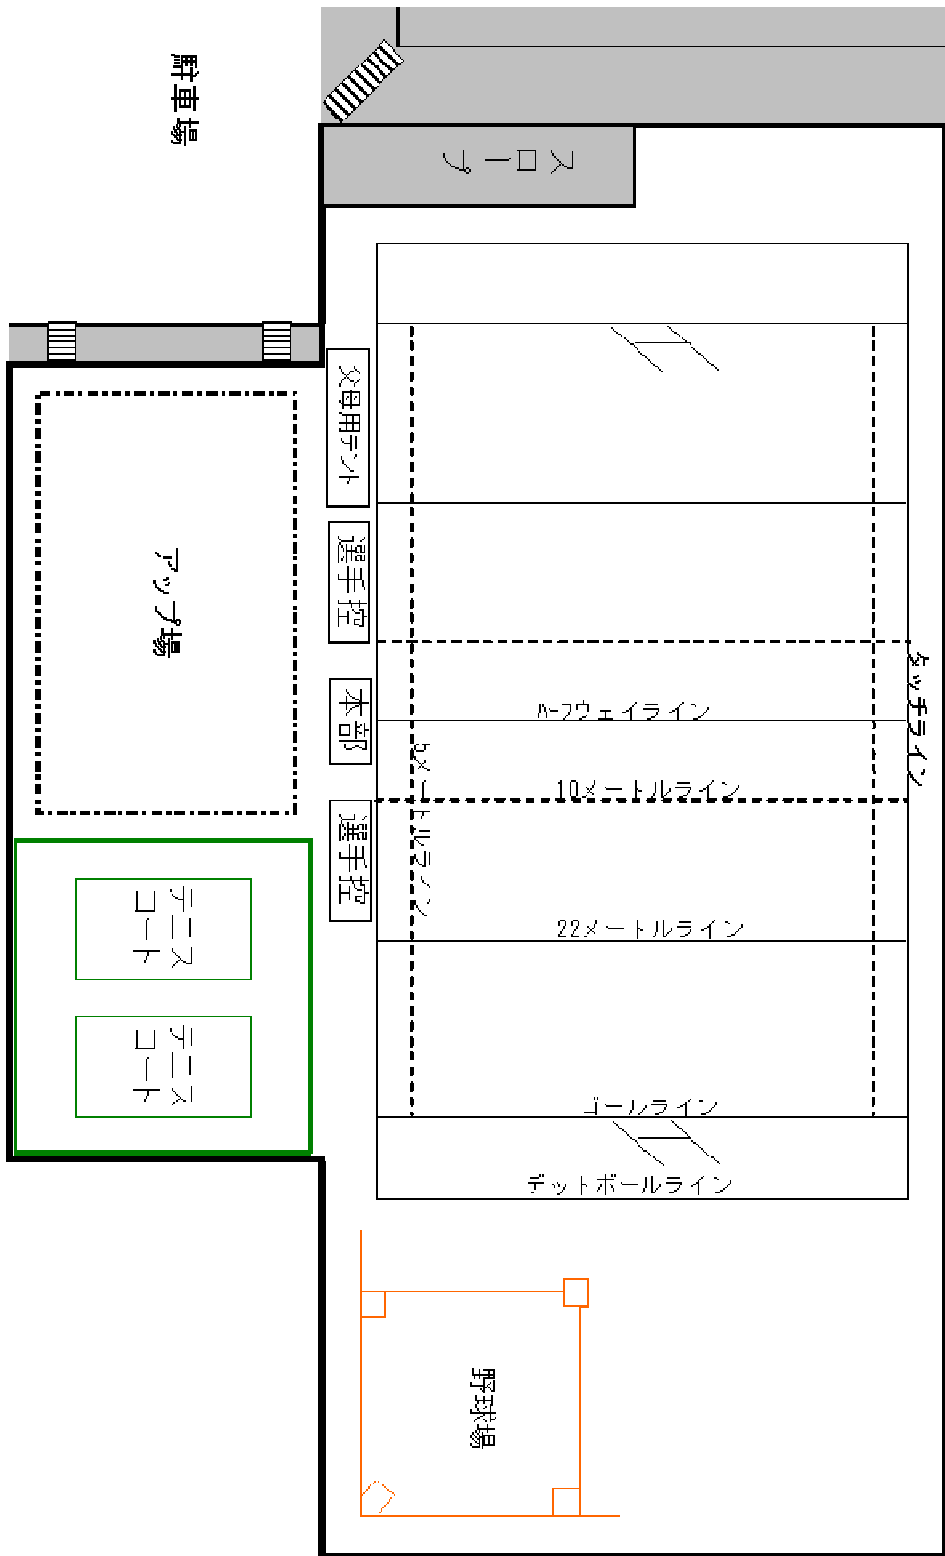 駐車場
スロープ
父母用テント
選手控
アップ場
本部
タッチライン
ハーフウェイライン
5メートルライン
10メートルライン
選手控
テニス
コート
22メートルライン
テニス
コート
ゴールライン
デットボールライン
野球場